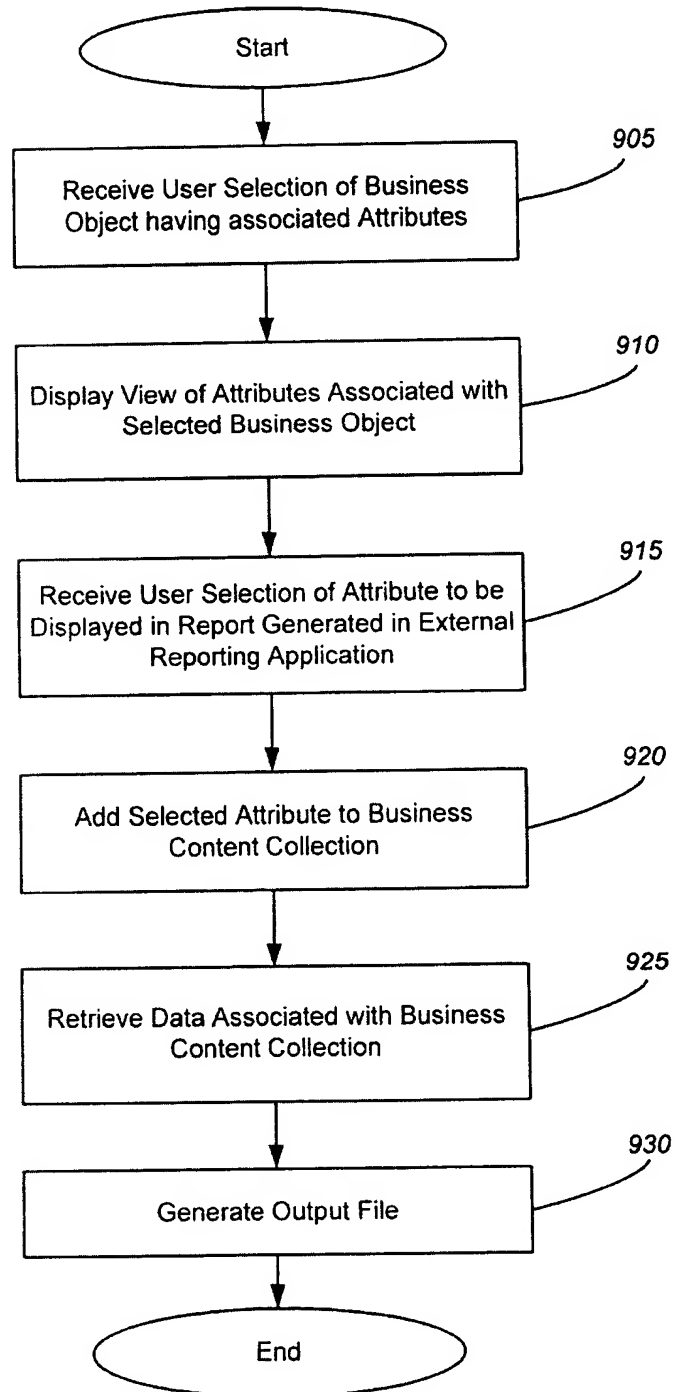 Start
905
Receive User Selection of Business
Object having associated Attributes
910
Display View of Attributes Associated with
Selected Business Object
915
Receive User Selection of Attribute to be
Displayed in Report Generated in External
Reporting Application
920
Add Selected Attribute to Business
Content Collection
925
Retrieve Data Associated with Business
Content Collection
930
Generate Output File
End